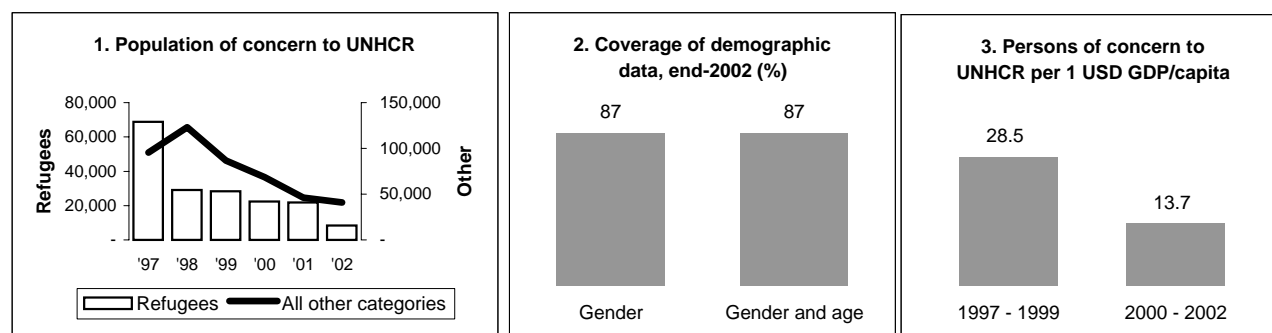 1. Population of concern to UNHCR
80,000
60,000
40,000
20,000
-
Refugees
150,000
100,000
50,000
-
Other
'97 '98 '99 '00 '01 '02
Refugees All other categories
2. Coverage of demographic
data, end-2002 (%)
87 87
Gender Gender and age
3. Persons of concern to
UNHCR per 1 USD GDP/capita
28.5
13.7
1997 - 1999 2000 - 2002